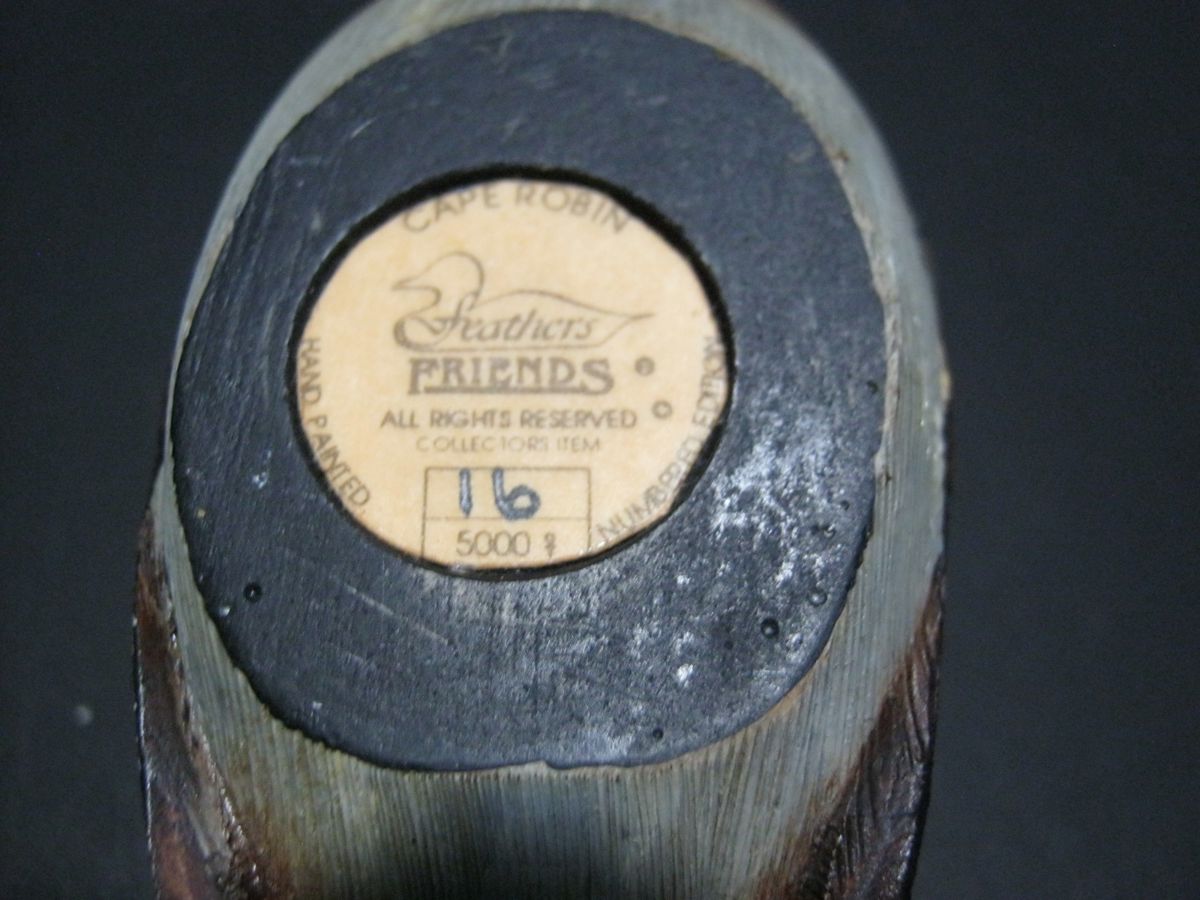 CAPE ROBIN
Feathers
FRIENDS ®
ALL RIGHTS RESERVED ©
COLLECTORS ITEM
HAND PAINTED.
NUMBERED EDITION
16
5000